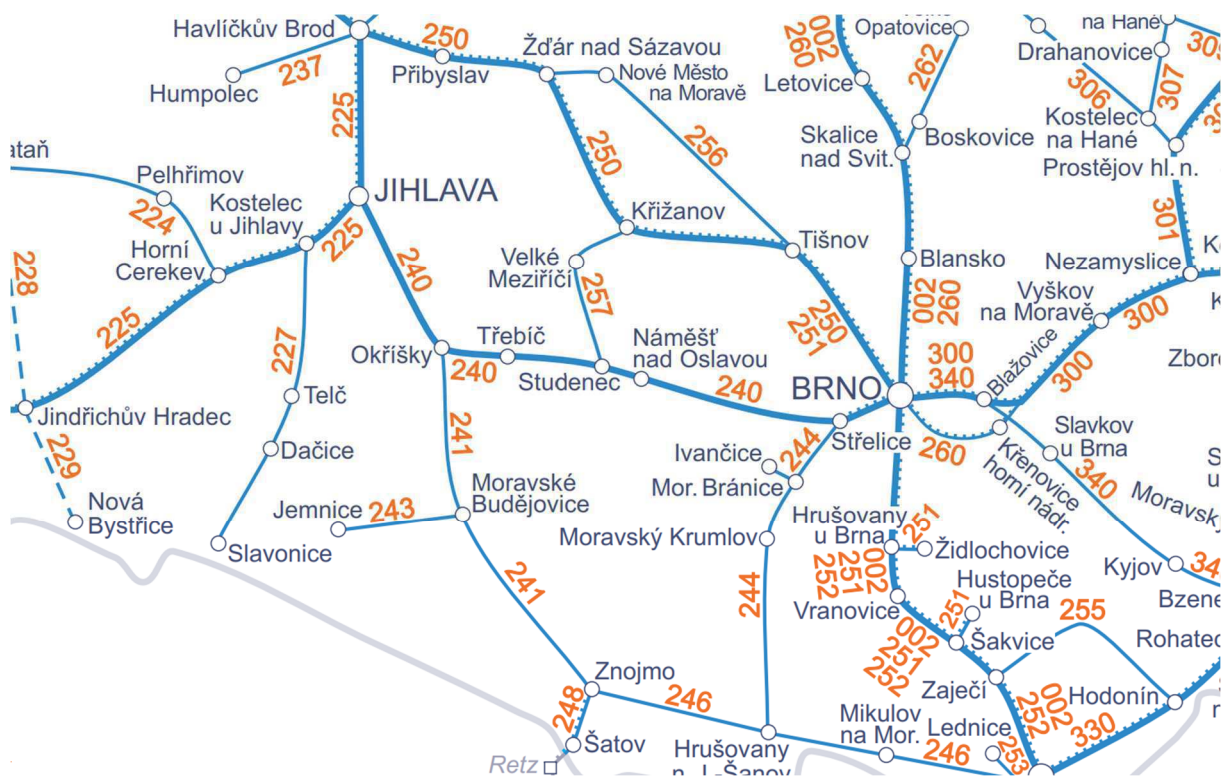 Havlíčkův Brod
250
Žďár nad Sázavou
002
260
Opatovice
na Hané
Drahanovice
237
Přibyslav
Nové Město
na Moravě
Letovice
262
306
307
Humpolec
225
Skalice
nad Svit.
Boskovice
Kostelec
na Hané
Prostějov hl. n.
256
250
Pelhřimov
224
Kostelec
u Jihlavy
JIHLAVA
Křižanov
Tišnov
301
Horní
Cerekev
225
240
Velké
Meziříčí
257
Blansko
Nezamyslice
228
225
002
260
Vyškov
na Moravě
300
250
251
227
Okříšky
Třebíč
240
Studenec
Náměšť
nad Oslavou
240
BRNO
300
340
Blažovice
300
Jindřichův Hradec
Telč
Střelice
260
Křenovice
horní nádr.
Slavkov
u Brna
340
229
Dačice
241
Ivančice
244
Mor. Bránice
Nová
Bystřice
Jemnice
243
Moravské
Budějovice
Slavonice
Moravský Krumlov
Hrušovany
u Brna
251
Židlochovice
Kyjov
002
251
252
Vranovice
Hustopeče
u Brna
251
255
241
244
Šakvice
002
251
252
Znojmo
246
Zaječí
Hodonín
002
252
330
248
Šatov
Retz
Hrušovany
Mikulov
na Mor.
246
Lednice
253